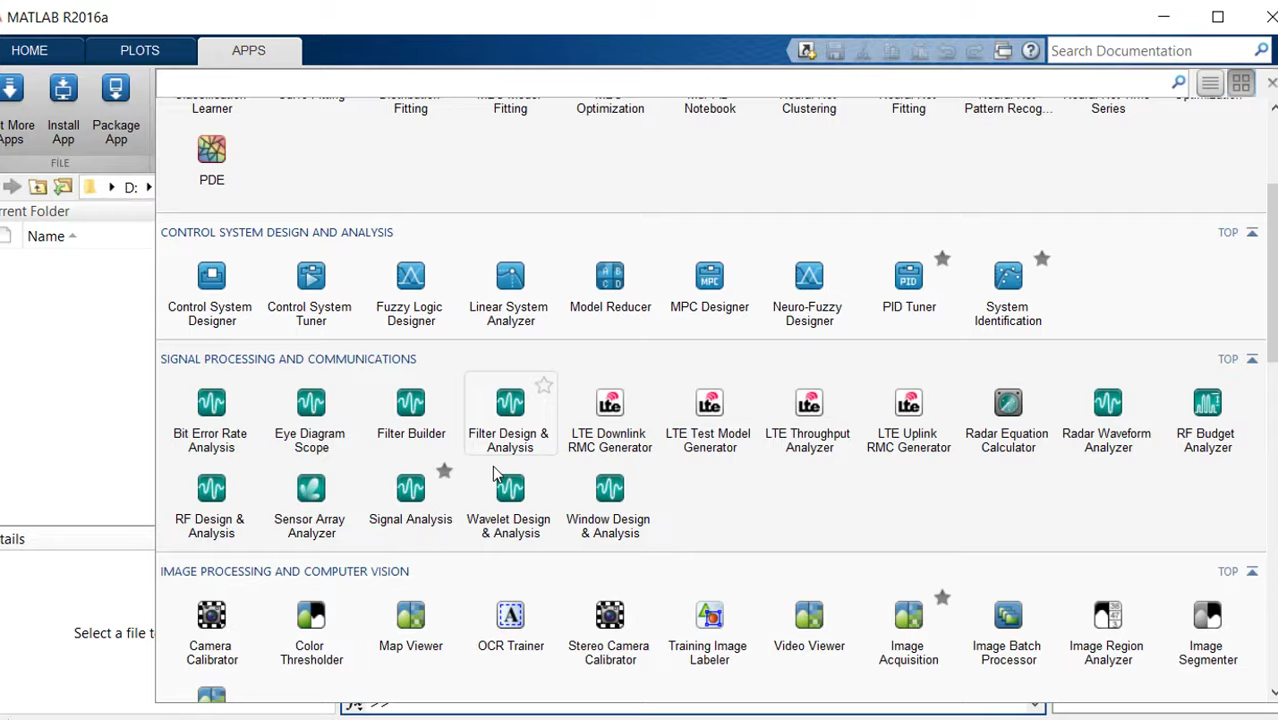 MATLAB R2016a
HOME PLOTS APPS
Search Documentation
Install App
Package App
Apps
FILE
D:
Name
Learner
Fitting
Fitting
Optimization
Notebook
Clustering
Fitting
Pattern Recog...
Series
PDE
CONTROL SYSTEM DESIGN AND ANALYSIS TOP
Control System Designer
Control System Tuner
Fuzzy Logic Designer
Linear System Analyzer
Model Reducer
MPC Designer
Neuro-Fuzzy Designer
PID Tuner
System Identification
SIGNAL PROCESSING AND COMMUNICATIONS TOP
Bit Error Rate Analysis
Eye Diagram Scope
Filter Builder
Filter Design & Analysis
LTE Downlink RMC Generator
LTE Test Model Generator
LTE Throughput Analyzer
LTE Uplink RMC Generator
Radar Equation Calculator
Radar Waveform Analyzer
RF Budget Analyzer
RF Design & Analysis
Sensor Array Analyzer
Signal Analysis
Wavelet Design & Analysis
Window Design & Analysis
IMAGE PROCESSING AND COMPUTER VISION TOP
Camera Calibrator
Color Thresholder
Map Viewer
OCR Trainer
Stereo Camera Calibrator
Training Image Labeler
Video Viewer
Image Acquisition
Image Batch Processor
Image Region Analyzer
Image Segmenter
Select a file t